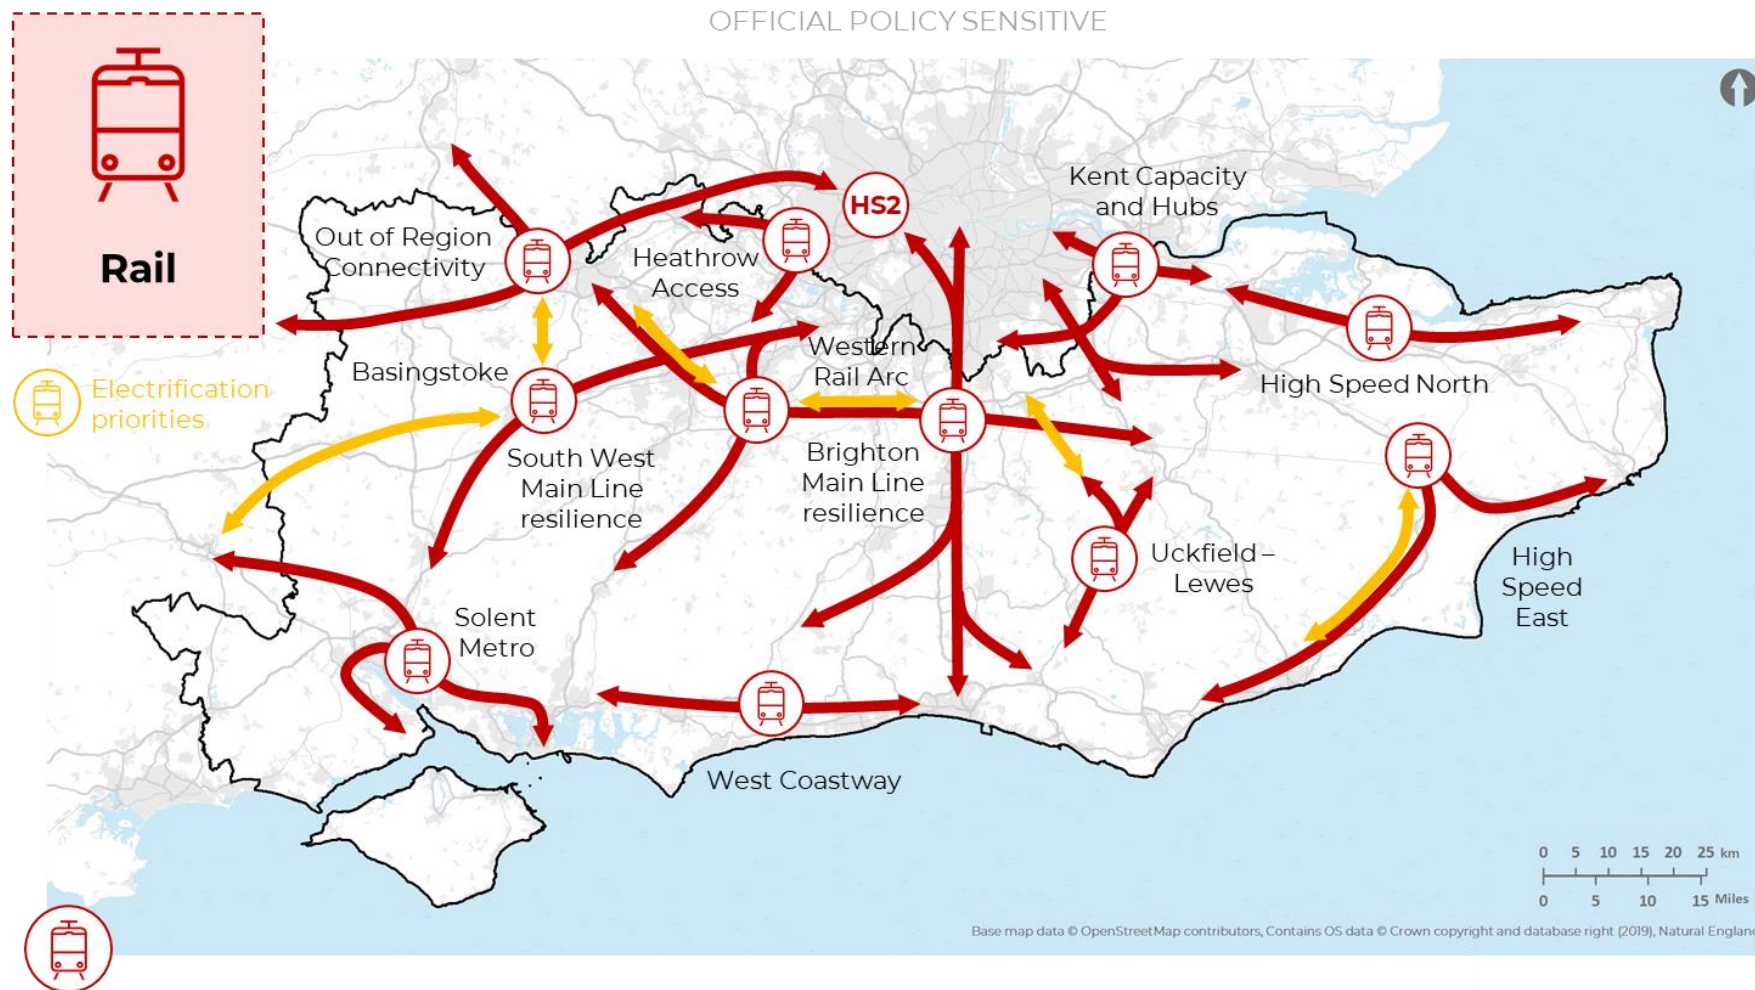 OFFICIAL POLICY SENSITIVE
Rail
Electrification
priorities
Out of Region
Connectivity
HS2
Heathrow
Access
Kent Capacity
and Hubs
Basingstoke
Western
Rail Arc
High Speed North
South West
Main Line
resilience
Brighton
Main Line
resilience
Uckfield –
Lewes
High
Speed
East
Solent
Metro
West Coastway
0 5 10 15 20 25 km
0 5 10 15 Miles
Base map data © OpenStreetMap contributors, Contains OS data © Crown copyright and database right (2019), Natural England